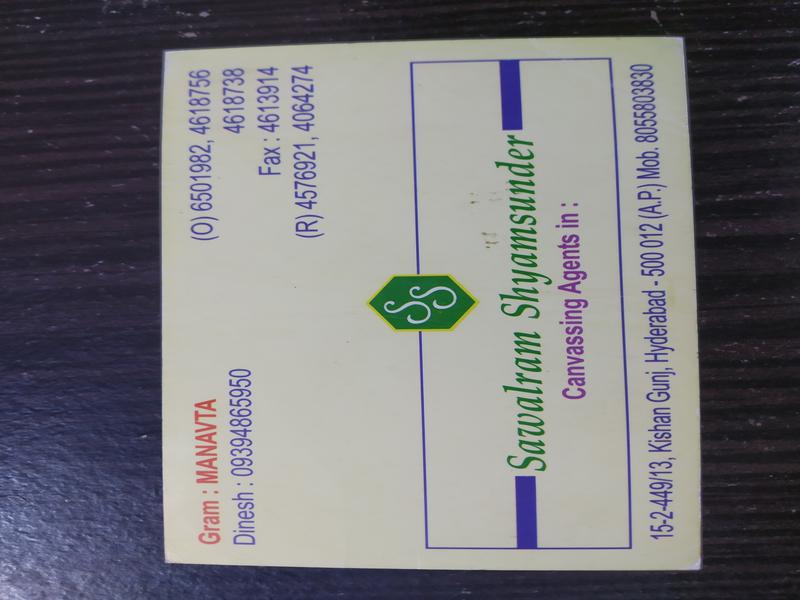 Gram : MANAVTA
Dinesh : 09394865950
(O) 6501982, 4618756
4618738
Fax : 4613914
(R) 4576921, 4064274
SS
Sawalram Shyamsunder
Canvassing Agents in :
15-2-449/13, Kishan Gunj, Hyderabad - 500 012 (A.P.) Mob. 8055803830